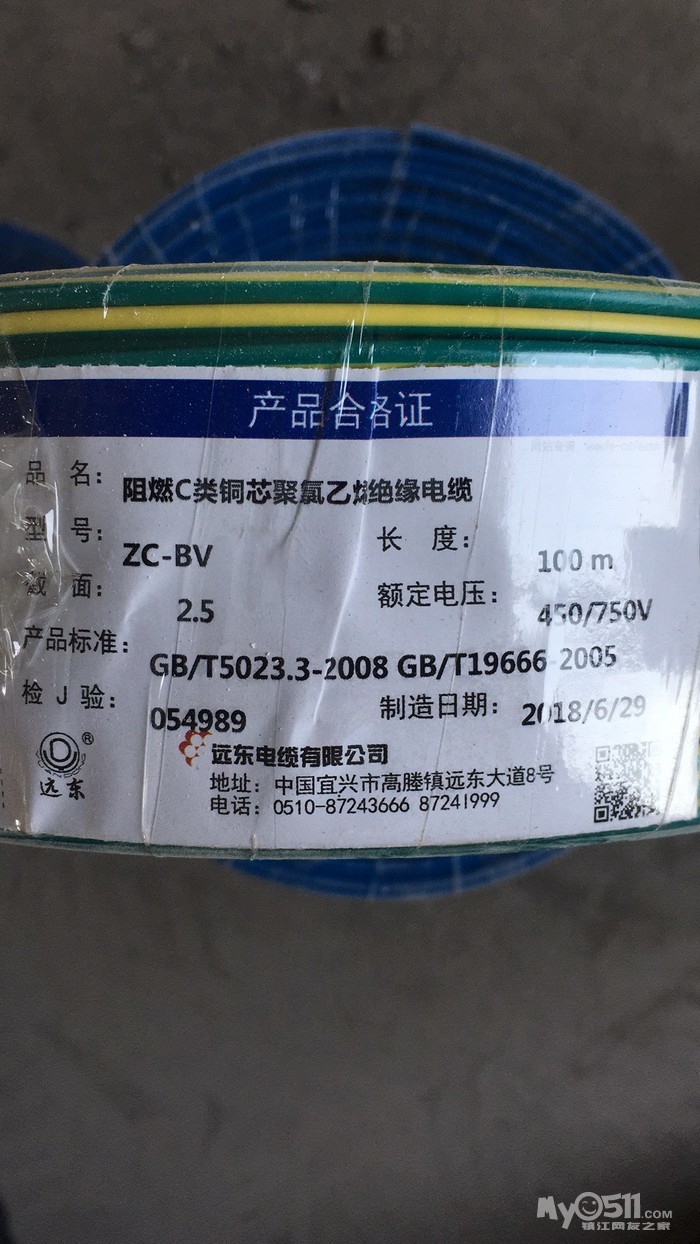 产品合格证
品 名: 阻燃C类铜芯聚氯乙烯绝缘电缆
型 号: ZC-BV
长 度: 100 m
截 面: 2.5
额定电压: 450/750V
产品标准: GB/T5023.3-2008 GB/T19666-2005
检 J 验: 054989
制造日期: 2018/6/29
远东电缆有限公司
远东
®
地址: 中国宜兴市高塍镇远东大道8号
电话: 0510-87243666 87241999
My0511.COM
镇江网友之家